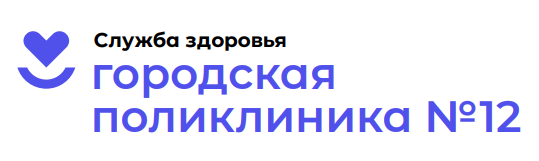 Служба здоровья
городская
поликлиника №12